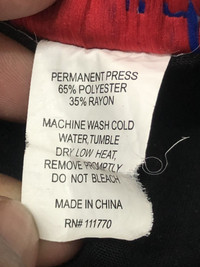 PERMANENT PRESS
65% POLYESTER
35% RAYON
MACHINE WASH COLD
WATER, TUMBLE
DRY LOW HEAT,
REMOVE PROMPTLY
DO NOT BLEACH
MADE IN CHINA
RN# 111770